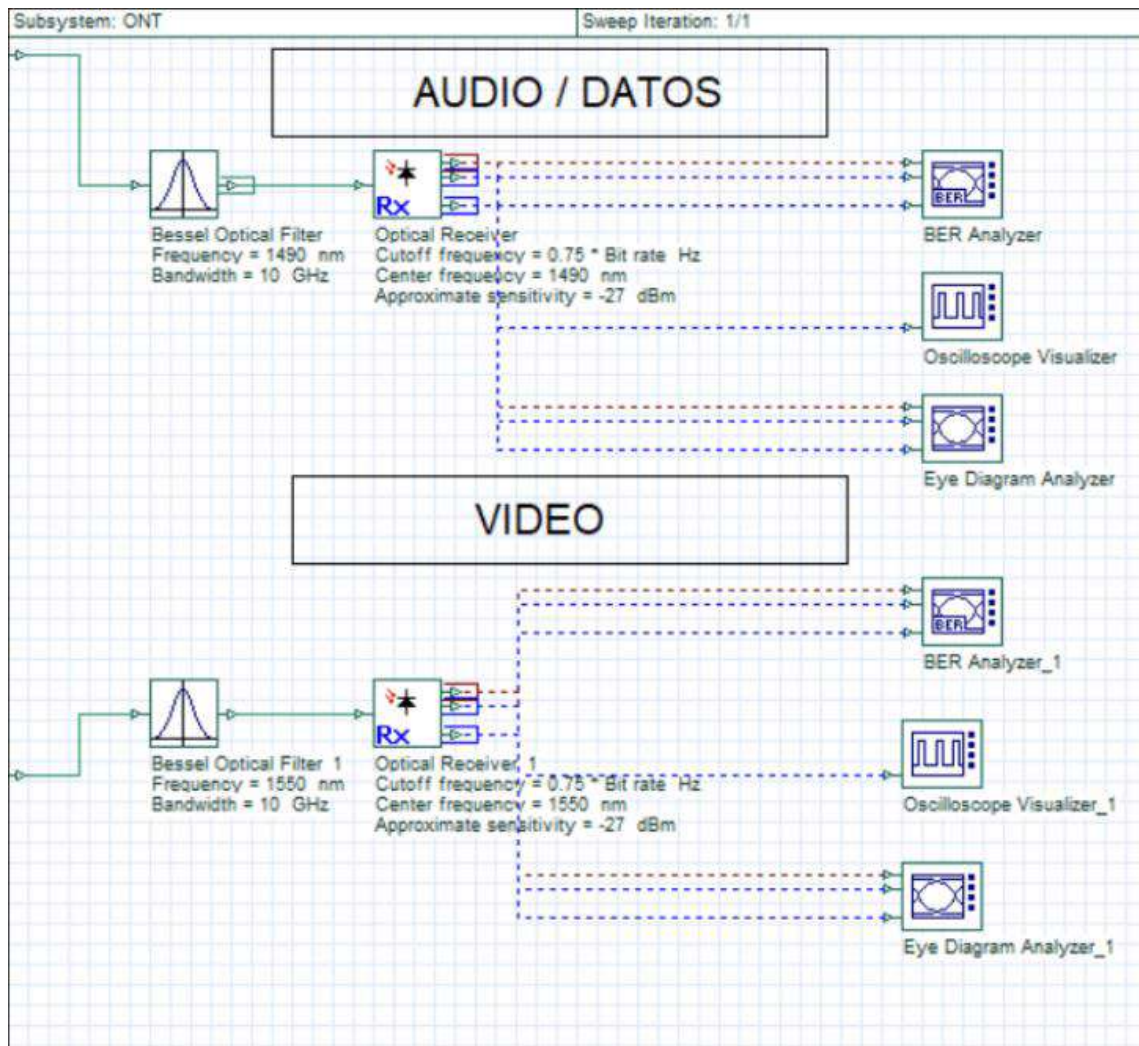 Subsystem: ONT
Sweep Iteration: 1/1
AUDIO / DATOS
Rx
BER
Bessel Optical Filter
Frequency = 1490 nm
Bandwidth = 10 GHz
Optical Receiver
Cutoff frequency = 0.75 * Bit rate Hz
Center frequency = 1490 nm
Approximate sensitivity = -27 dBm
BER Analyzer
Oscilloscope Visualizer
Eye Diagram Analyzer
VIDEO
BER
BER Analyzer_1
Rx
Bessel Optical Filter 1
Frequency = 1550 nm
Bandwidth = 10 GHz
Optical Receiver 1
Cutoff frequency = 0.75 * Bit rate Hz
Center frequency = 1550 nm
Approximate sensitivity = -27 dBm
Oscilloscope Visualizer_1
Eye Diagram Analyzer_1